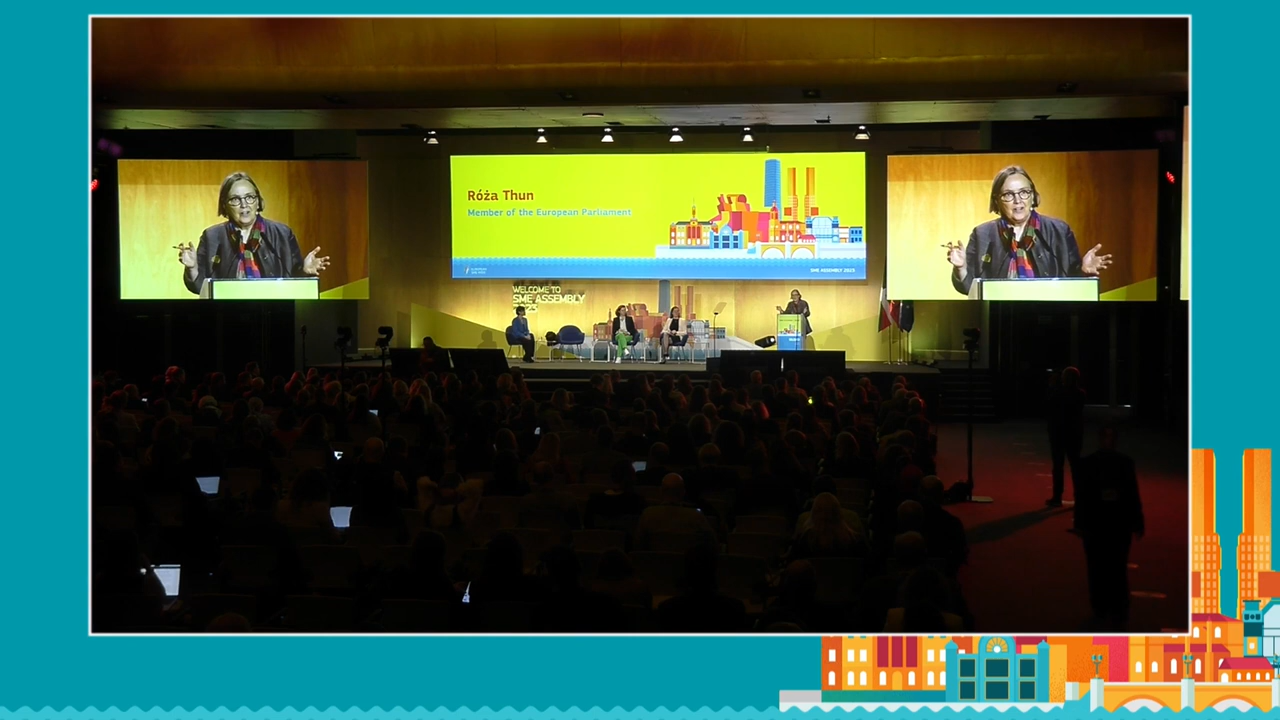 Róża Thun
Member of the European Parliament
SME ASSEMBLY 2025
WELCOME TO
SME ASSEMBLY